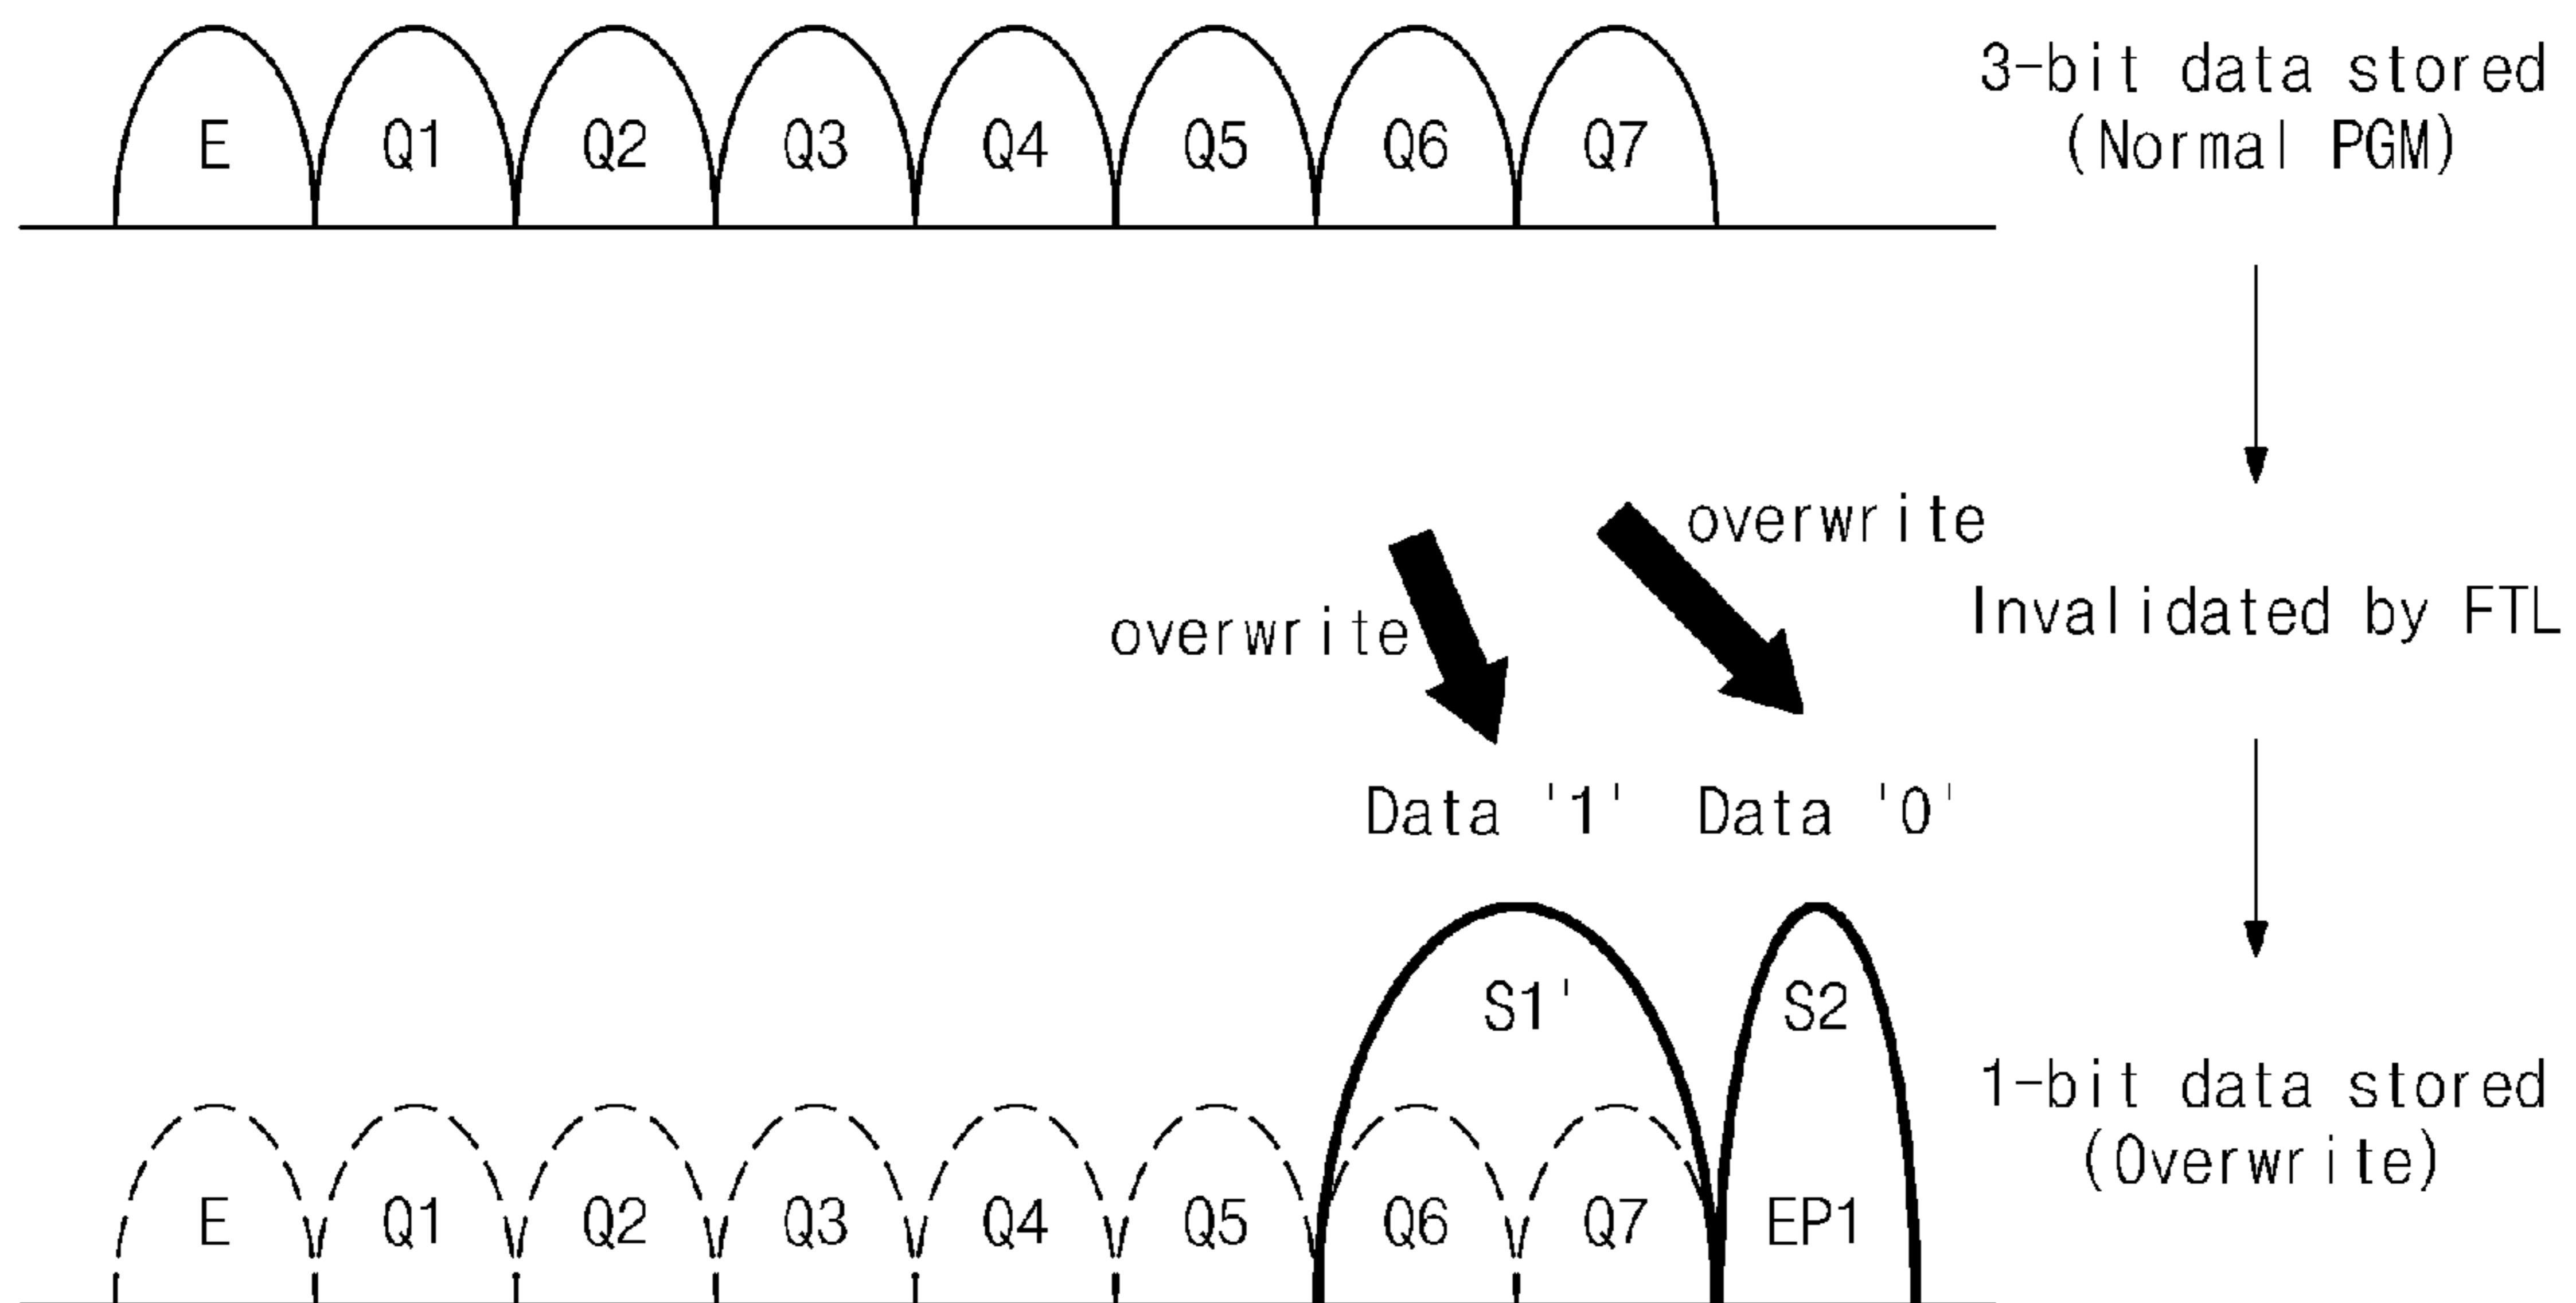 E Q1 Q2 Q3 Q4 Q5 Q6 Q7
3-bit data stored
(Normal PGM)
overwrite
overwrite
Invalidated by FTL
Data '1' Data '0'
S1' S2
1-bit data stored
(Overwrite)
E Q1 Q2 Q3 Q4 Q5 Q6 Q7 EP1